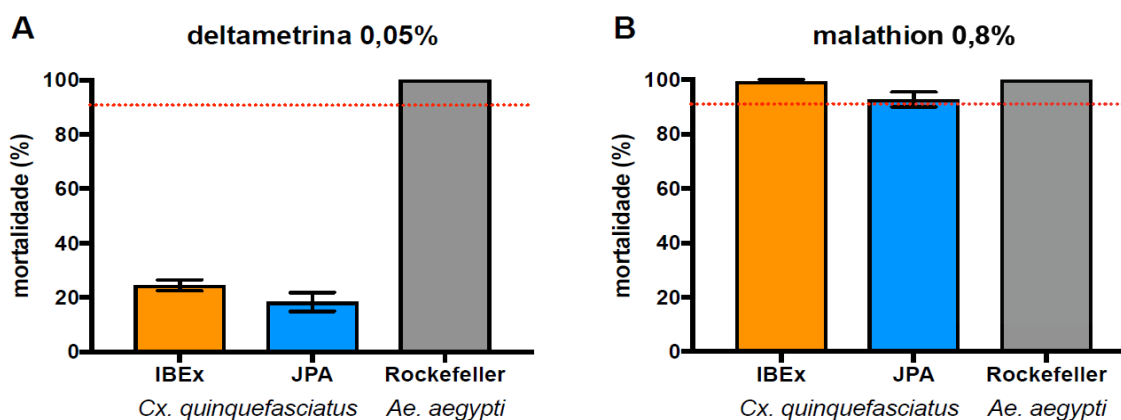 A
deltametrina 0,05%
mortalidade (%)
100
80
60
40
20
0
IBEx JPA Rockefeller
Cx. quinquefasciatus Ae. aegypti
B
malathion 0,8%
mortalidade (%)
100
80
60
40
20
0
IBEx JPA Rockefeller
Cx. quinquefasciatus Ae. aegypti